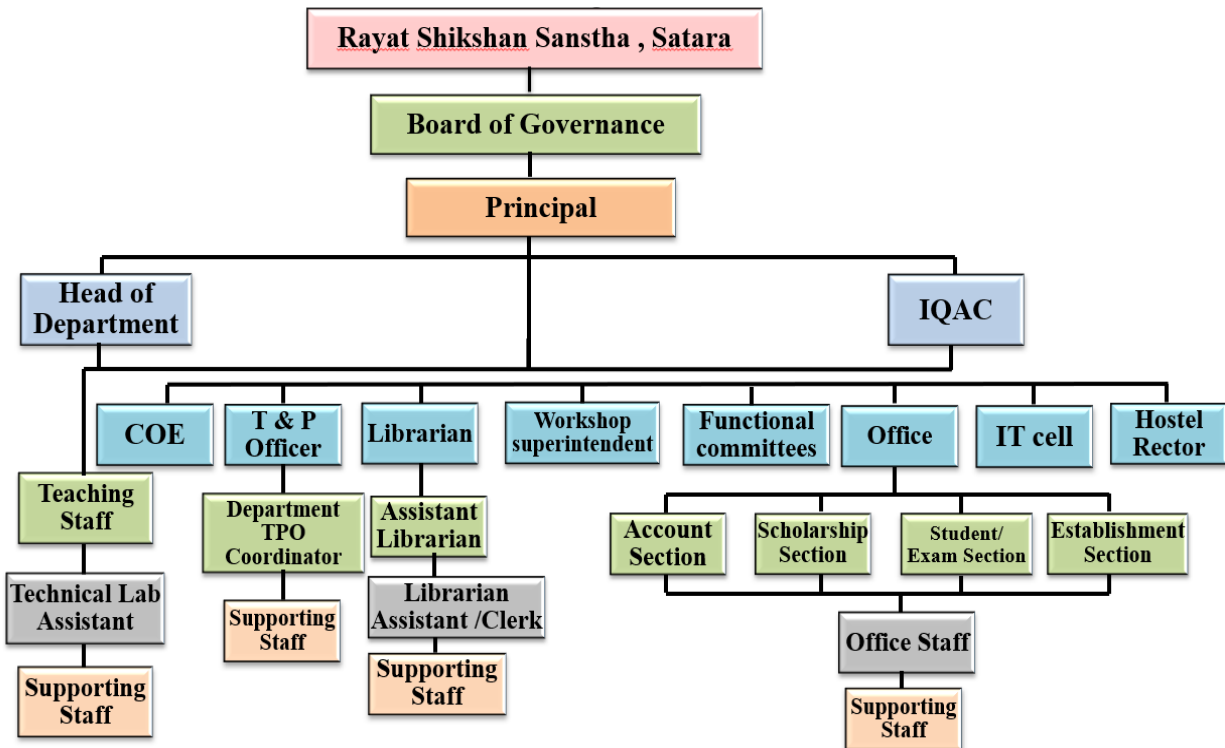 Rayat Shikshan Sanstha , Satara
Board of Governance
Principal
Head of
Department
IQAC
COE
T & P
Officer
Librarian
Workshop
superintendent
Functional
committees
Office
IT cell
Hostel
Rector
Teaching
Staff
Department
TPO
Coordinator
Assistant
Librarian
Account
Section
Scholarship
Section
Student/
Exam Section
Establishment
Section
Technical Lab
Assistant
Supporting
Staff
Librarian
Assistant /Clerk
Office Staff
Supporting
Staff
Supporting
Staff
Supporting
Staff